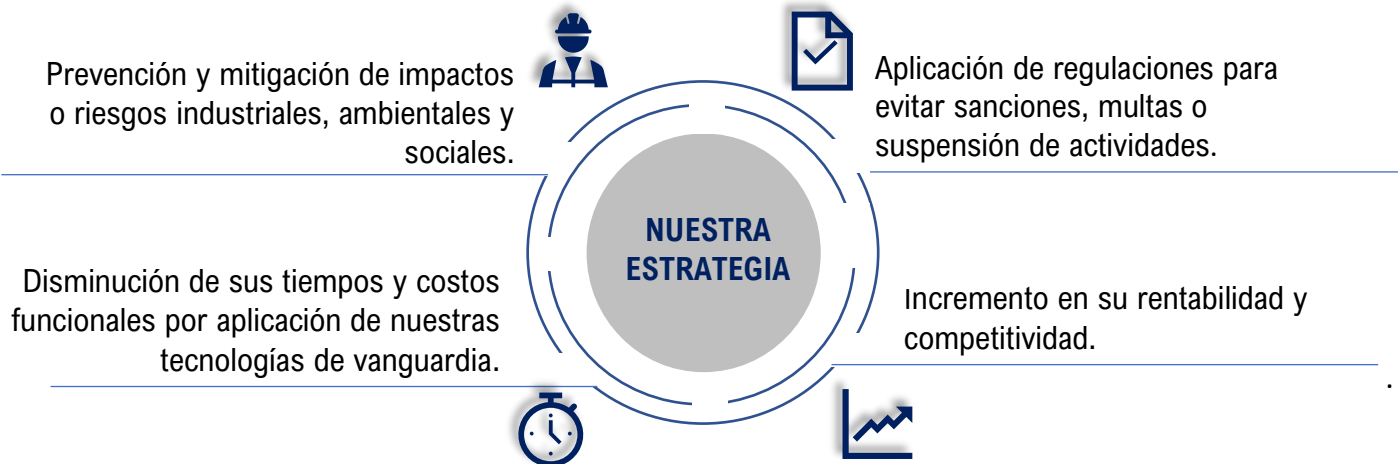 Prevención y mitigación de impactos
o riesgos industriales, ambientales y
sociales.
Aplicación de regulaciones para
evitar sanciones, multas o
suspensión de actividades.
NUESTRA
ESTRATEGIA
Disminución de sus tiempos y costos
funcionales por aplicación de nuestras
tecnologías de vanguardia.
Incremento en su rentabilidad y
competitividad.
.